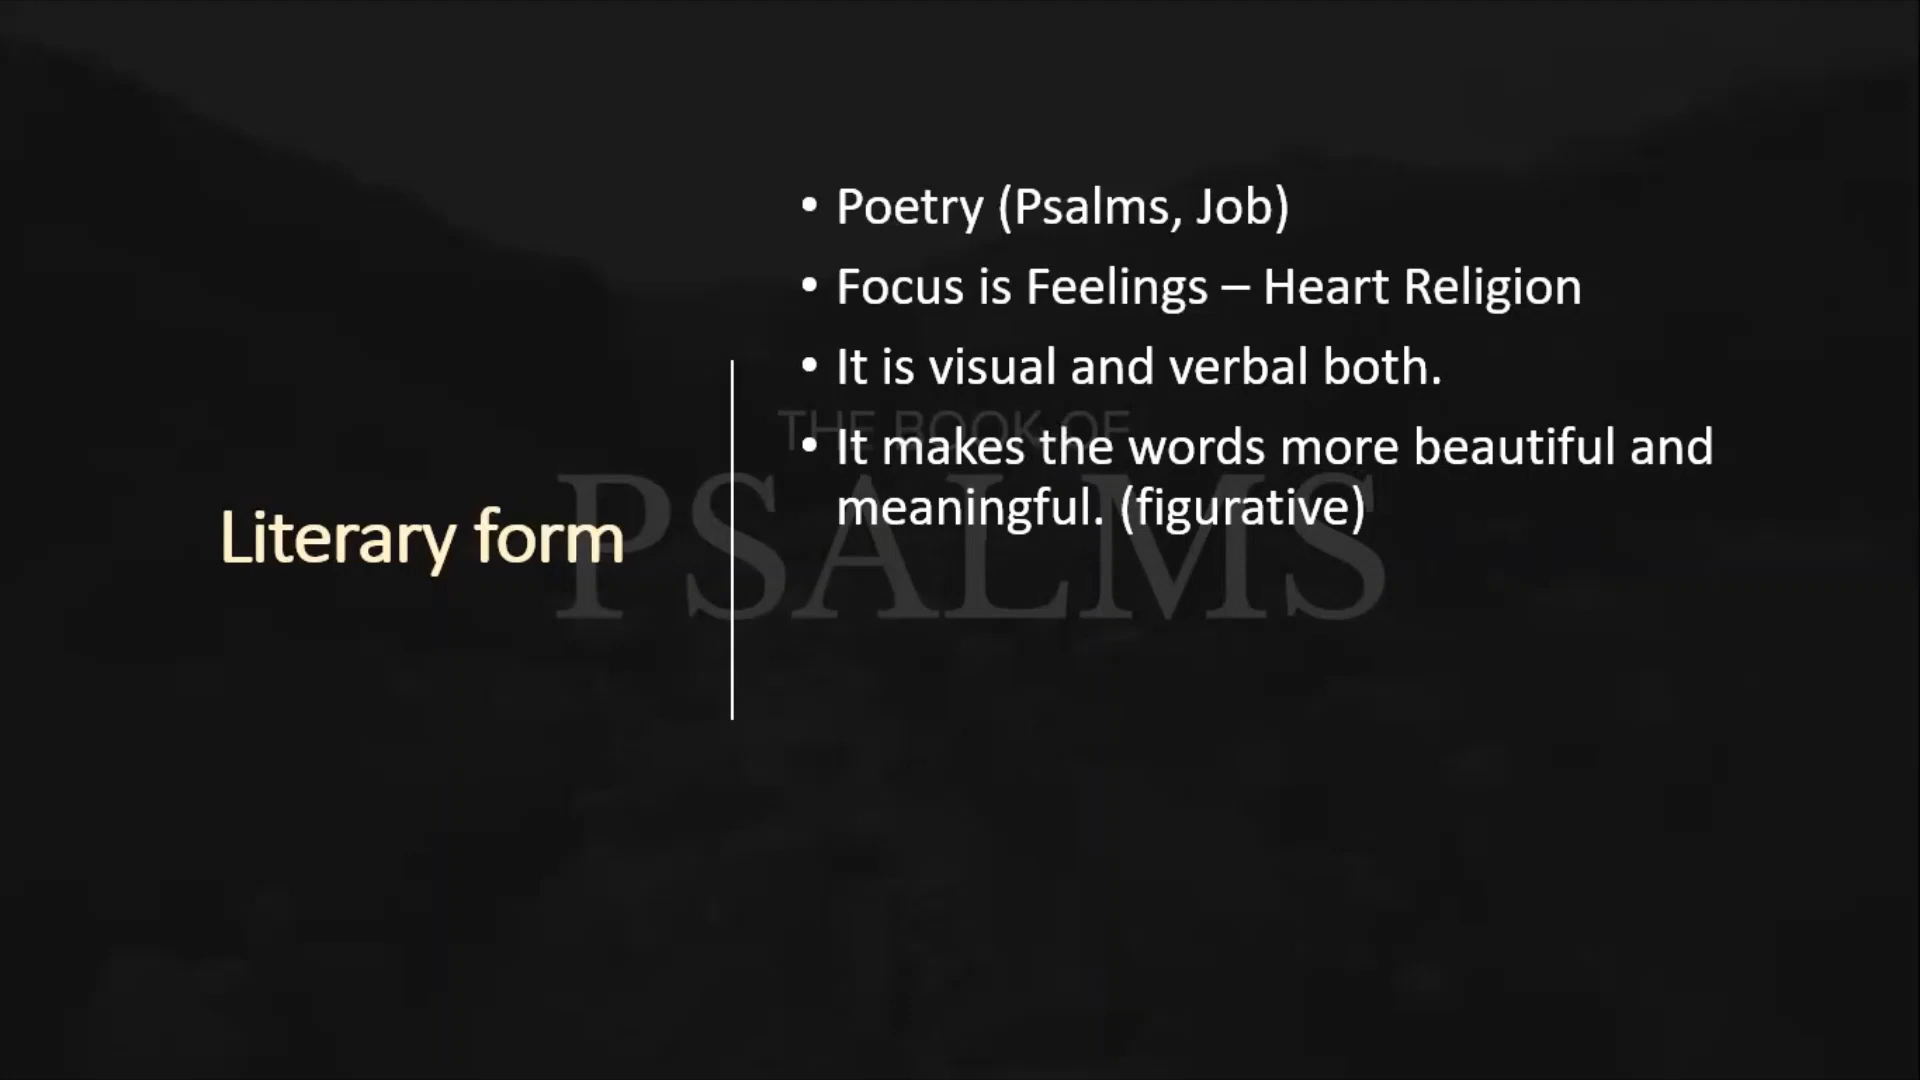 Literary form
• Poetry (Psalms, Job)
• Focus is Feelings – Heart Religion
• It is visual and verbal both.
• It makes the words more beautiful and
meaningful. (figurative)
THE BOOK OF
PSALMS